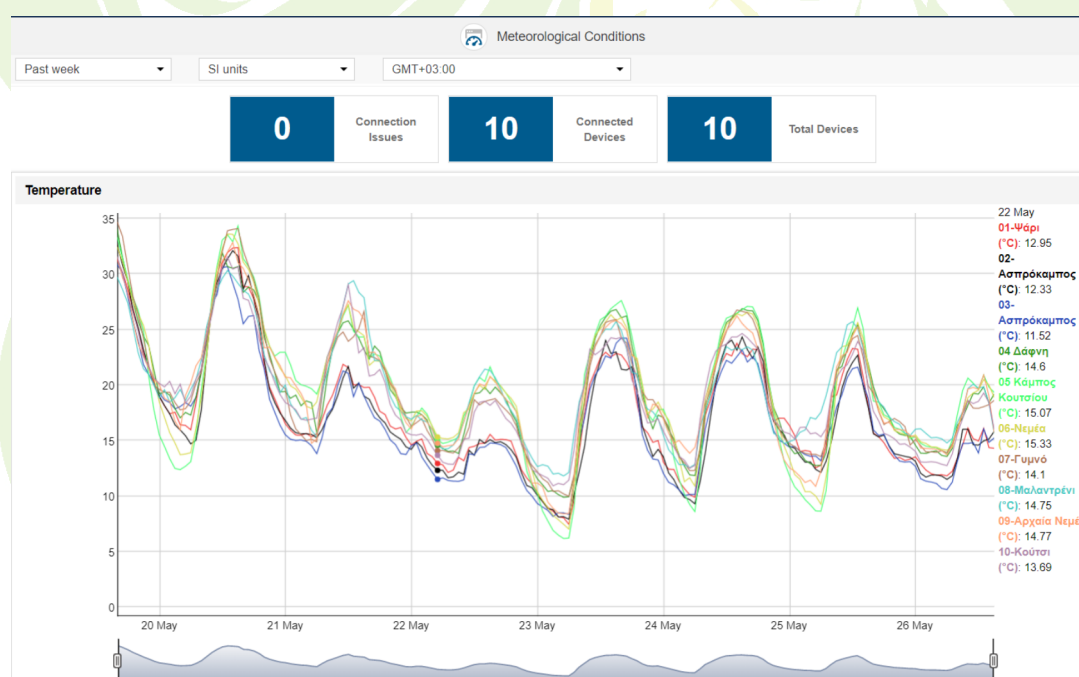 Meteorological Conditions
Past week
SI units
GMT+03:00
0
Connection
Issues
10
Connected
Devices
10
Total Devices
Temperature
35
30
25
20
15
10
5
0
20 May
21 May
22 May
23 May
24 May
25 May
26 May
22 May
01-Ψάρι
(°C): 12.95
02-
Ασπρόκαμπος
(°C): 12.33
03-
Ασπρόκαμπος
(°C): 11.52
04 Δάφνη
(°C): 14.6
05 Κάμπος
Κουτσίου
(°C): 15.07
06-Νεμέα
(°C): 15.33
07-Γυμνό
(°C): 14.1
08-Μαλαντρένι
(°C): 14.75
09-Αρχαία Νεμέ
(°C): 14.77
10-Κούτσι
(°C): 13.69